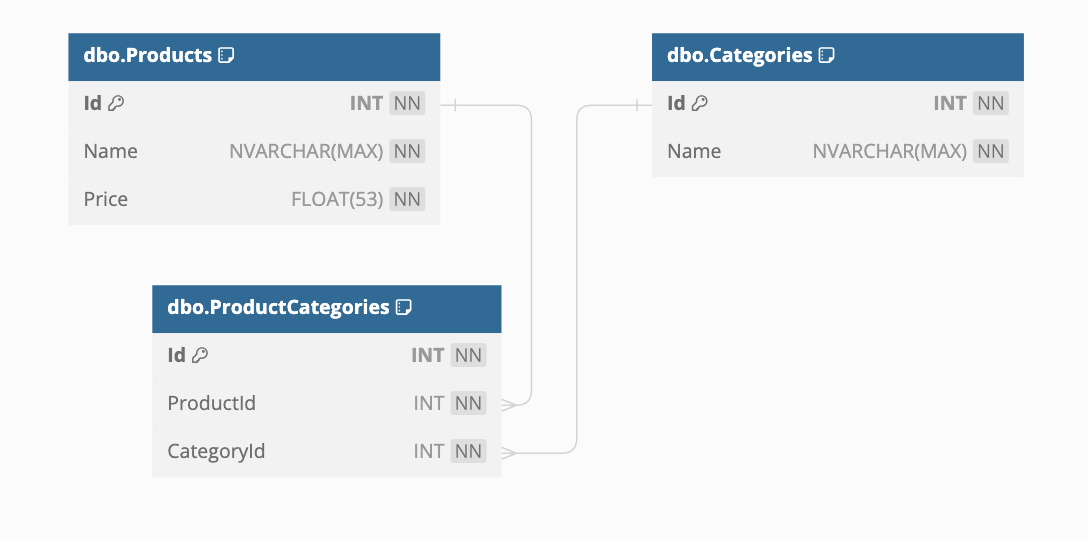 dbo.Products
Id INT NN
Name NVARCHAR(MAX) NN
Price FLOAT(53) NN
dbo.Categories
Id INT NN
Name NVARCHAR(MAX) NN
dbo.ProductCategories
Id INT NN
ProductId INT NN
CategoryId INT NN